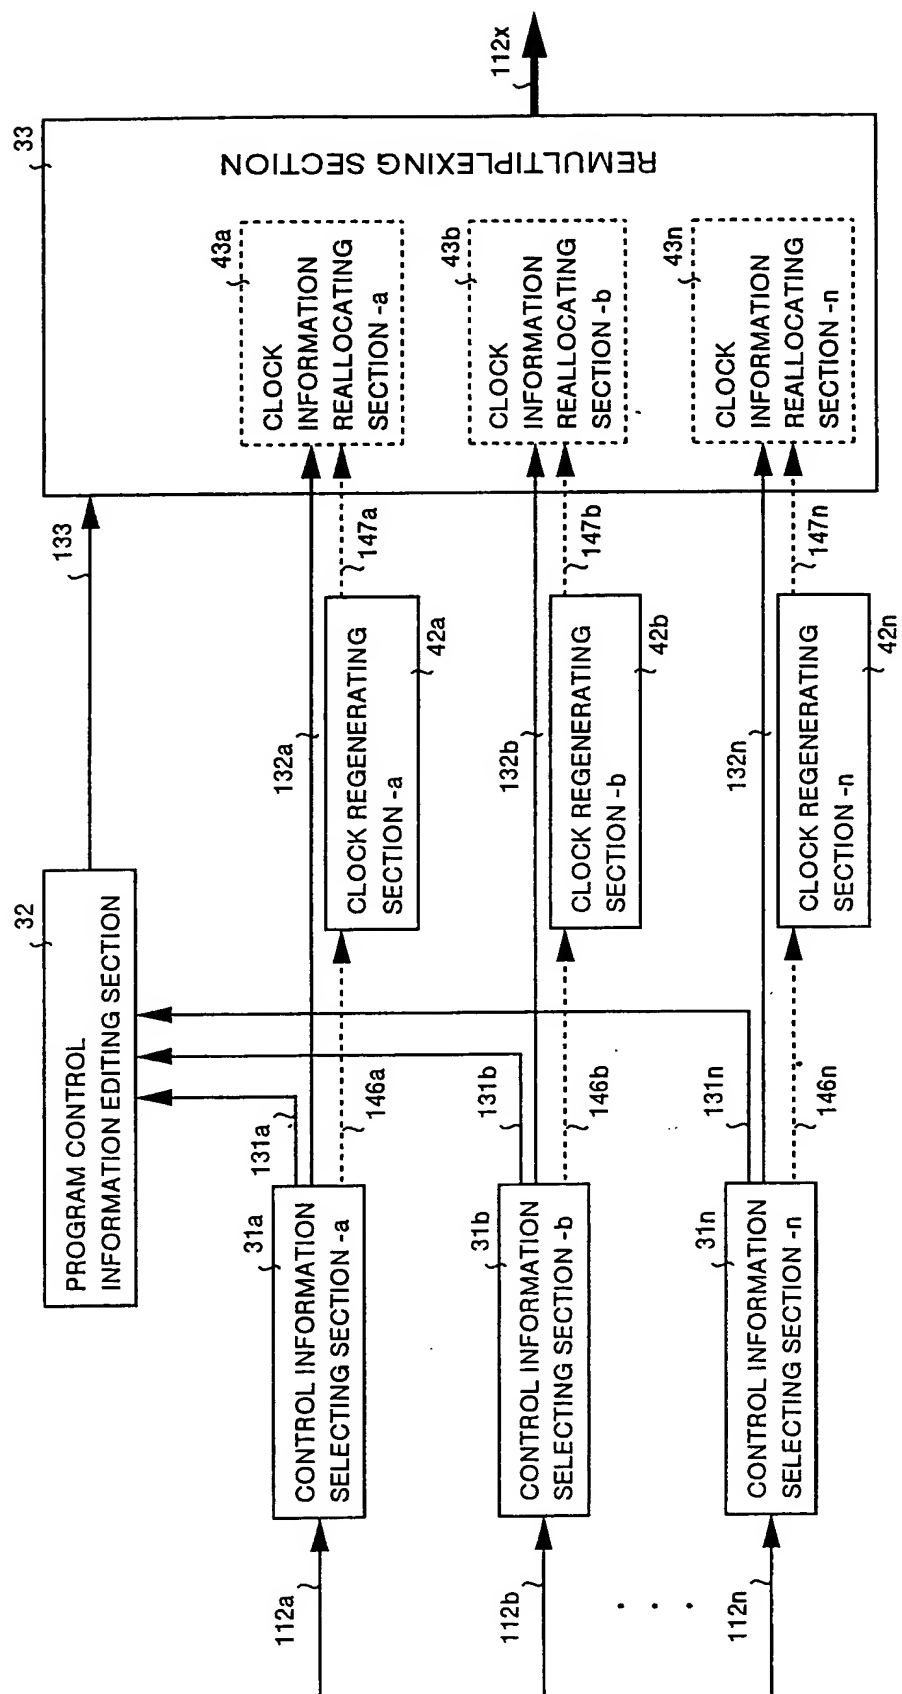 112a
112b
. . .
112n
31a
CONTROL INFORMATION
SELECTING SECTION -a
31b
CONTROL INFORMATION
SELECTING SECTION -b
31n
CONTROL INFORMATION
SELECTING SECTION -n
131a
146a
131b
146b
131n
146n
32
PROGRAM CONTROL
INFORMATION EDITING SECTION
132a
132b
132n
CLOCK REGENERATING
SECTION -a
42a
CLOCK REGENERATING
SECTION -b
42b
CLOCK REGENERATING
SECTION -n
42n
133
147a
147b
147n
33
REMULTIPLEXING SECTION
43a
CLOCK
INFORMATION
REALLOCATING
SECTION -a
43b
CLOCK
INFORMATION
REALLOCATING
SECTION -b
43n
CLOCK
INFORMATION
REALLOCATING
SECTION -n
112x